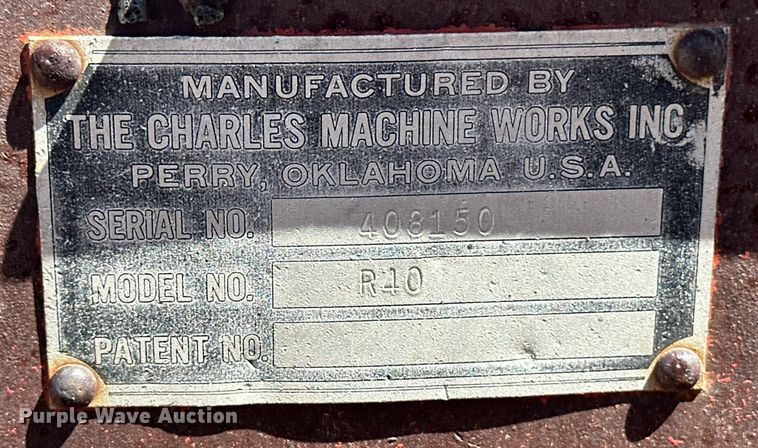 MANUFACTURED BY
THE CHARLES MACHINE WORKS INC
PERRY, OKLAHOMA U.S.A.
SERIAL NO. 408150
MODEL NO. R40
PATENT NO.
Purple Wave Auction